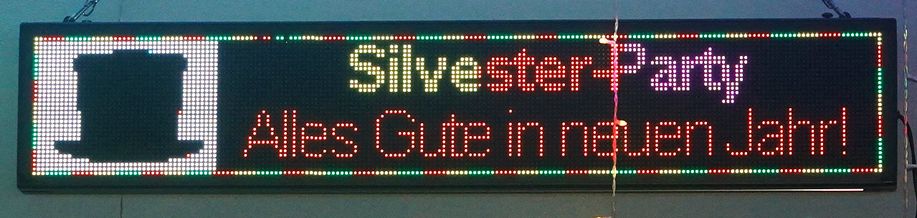 Silvester-Party
Alles Gute in neuen Jahr!